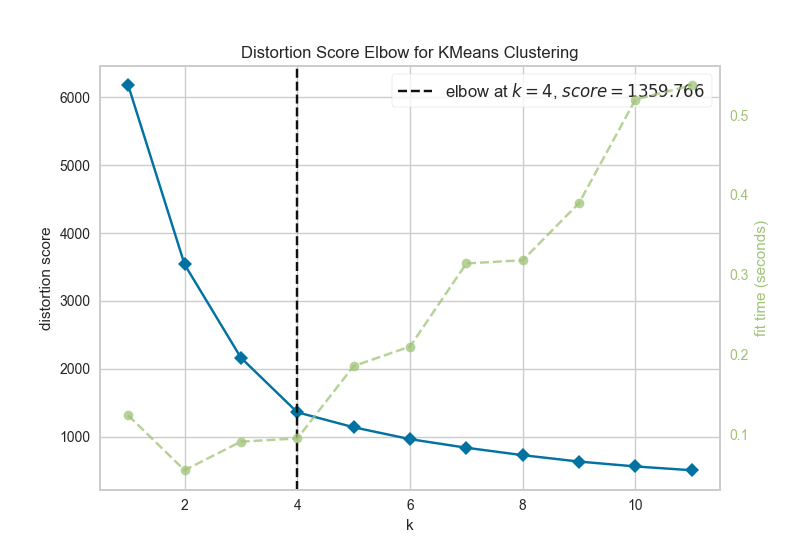 Distortion Score Elbow for KMeans Clustering
elbow at k = 4, score = 1359.766
6000
5000
4000
3000
2000
1000
distortion score
0.5
0.4
0.3
0.2
0.1
fit time (seconds)
2 4 6 8 10
k